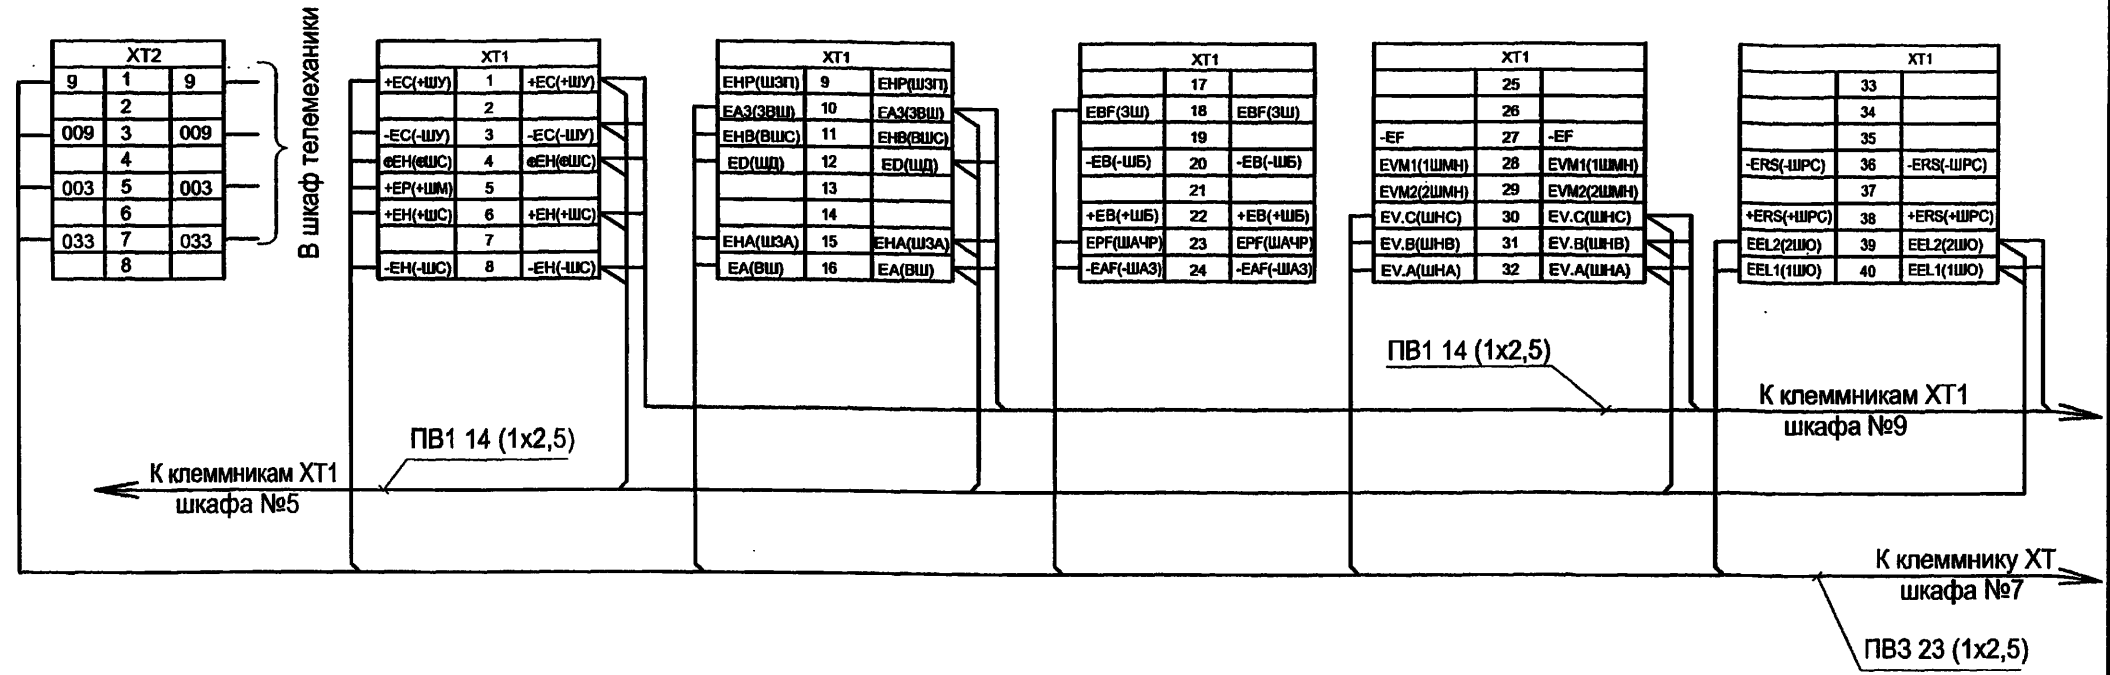 XT2
9 1 9
2
009 3 009
4
003 5 003
6
033 7 033
8
В шкаф телемеханики
XT1
+EC(+ШУ) 1 +EC(+ШУ)
2
-EC(-ШУ) 3 -EC(-ШУ)
⊕EH(⊕ШС) 4 ⊕EH(⊕ШС)
+EP(+ШМ) 5
+EH(+ШС) 6 +EH(+ШС)
7
-EH(-ШС) 8 -EH(-ШС)
XT1
EHP(ШЗП) 9 EHP(ШЗП)
EA3(ЗВШ) 10 EA3(ЗВШ)
EHB(ВШС) 11 EHB(ВШС)
ED(ШД) 12 ED(ШД)
13
14
EHA(ШЗА) 15 EHA(ШЗА)
EA(ВШ) 16 EA(ВШ)
XT1
17
EBF(ЗШ) 18 EBF(ЗШ)
19
-EB(-ШБ) 20 -EB(-ШБ)
21
+EB(+ШБ) 22 +EB(+ШБ)
EPF(ШАЧР) 23 EPF(ШАЧР)
-EAF(-ШАЗ) 24 -EAF(-ШАЗ)
XT1
25
26
-EF 27 -EF
EVM1(1ШМН) 28 EVM1(1ШМН)
EVM2(2ШМН) 29 EVM2(2ШМН)
EV.C(ШНС) 30 EV.C(ШНС)
EV.B(ШНВ) 31 EV.B(ШНВ)
EV.A(ШНА) 32 EV.A(ШНА)
XT1
33
34
35
-ERS(-ШРС) 36 -ERS(-ШРС)
37
+ERS(+ШРС) 38 +ERS(+ШРС)
EEL2(2ШО) 39 EEL2(2ШО)
EEL1(1ШО) 40 EEL1(1ШО)
ПВ1 14 (1х2,5)
К клеммникам XT1
шкафа №9
ПВ1 14 (1х2,5)
К клеммникам XT1
шкафа №5
К клеммнику XT
шкафа №7
ПВ3 23 (1х2,5)